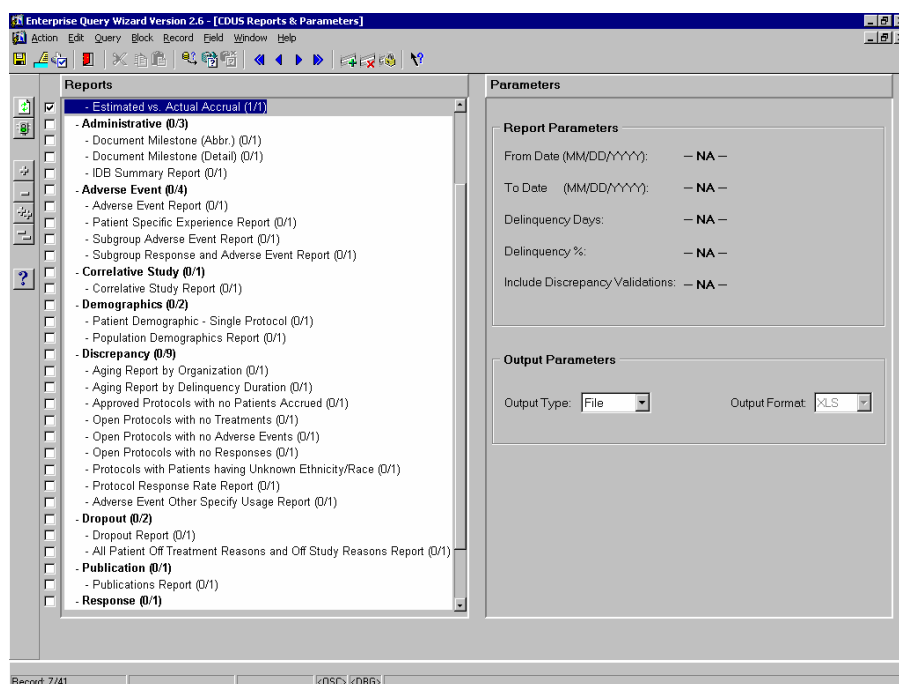 Enterprise Query Wizard Version 2.6 - [CDUS Reports & Parameters]
Action Edit Query Block Record Field Window Help
Reports
- Estimated vs. Actual Accrual (1/1)
- Administrative (0/3)
- Document Milestone (Abbr.) (0/1)
- Document Milestone (Detail) (0/1)
- IDB Summary Report (0/1)
- Adverse Event (0/4)
- Adverse Event Report (0/1)
- Patient Specific Experience Report (0/1)
- Subgroup Adverse Event Report (0/1)
- Subgroup Response and Adverse Event Report (0/1)
- Correlative Study (0/1)
- Correlative Study Report (0/1)
- Demographics (0/2)
- Patient Demographic - Single Protocol (0/1)
- Population Demographics Report (0/1)
- Discrepancy (0/9)
- Aging Report by Organization (0/1)
- Aging Report by Delinquency Duration (0/1)
- Approved Protocols with no Patients Accrued (0/1)
- Open Protocols with no Treatments (0/1)
- Open Protocols with no Adverse Events (0/1)
- Open Protocols with no Responses (0/1)
- Protocols with Patients having Unknown Ethnicity/Race (0/1)
- Protocol Response Rate Report (0/1)
- Adverse Event Other Specify Usage Report (0/1)
- Dropout (0/2)
- Dropout Report (0/1)
- All Patient Off Treatment Reasons and Off Study Reasons Report (0/1)
- Publication (0/1)
- Publications Report (0/1)
- Response (0/1)
Parameters
Report Parameters
From Date (MM/DD/YYYY): -- NA --
To Date (MM/DD/YYYY): -- NA --
Delinquency Days: -- NA --
Delinquency %: -- NA --
Include Discrepancy Validations: -- NA --
Output Parameters
Output Type: File Output Format: XLS
Record: 7/41 <OSC> <DBG>